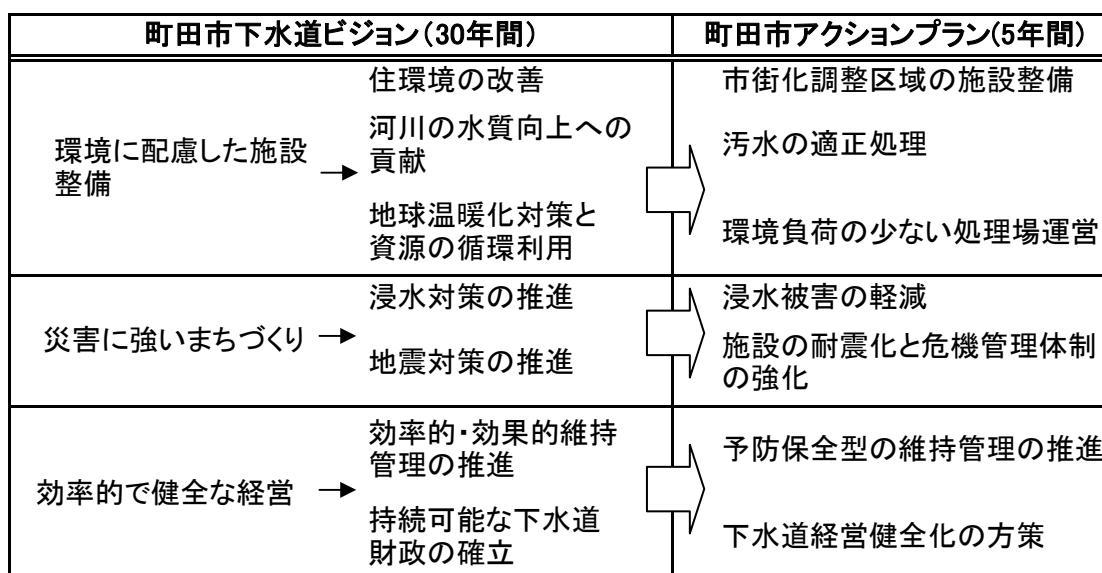 町田市下水道ビジョン(30年間)
町田市アクションプラン(5年間)
環境に配慮した施設
整備
住環境の改善
河川の水質向上への
貢献
地球温暖化対策と
資源の循環利用
市街化調整区域の施設整備
汚水の適正処理
環境負荷の少ない処理場運営
災害に強いまちづくり
浸水対策の推進
地震対策の推進
浸水被害の軽減
施設の耐震化と危機管理体制
の強化
効率的で健全な経営
効率的・効果的維持
管理の推進
持続可能な下水道
財政の確立
予防保全型の維持管理の推進
下水道経営健全化の方策